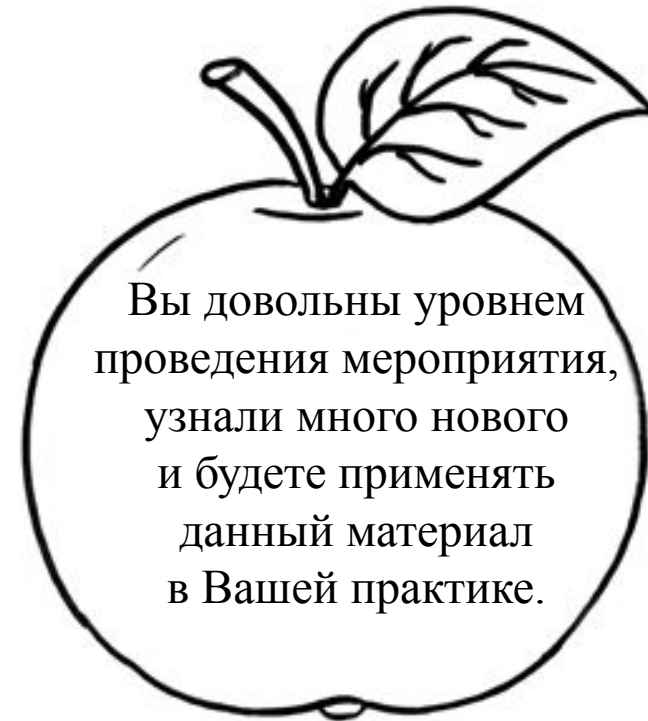 Вы довольны уровнем
проведения мероприятия,
узнали много нового
и будете применять
данный материал
в Вашей практике.